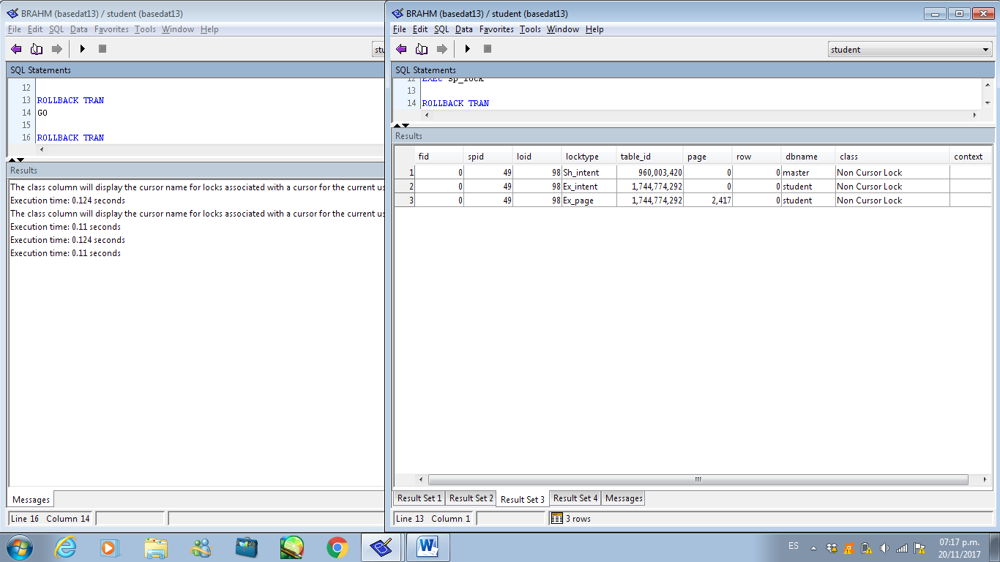 BRAHM (basedat13) / student (basedat13)
File Edit SQL Data Favorites Tools Window Help
stu
SQL Statements
12
13 ROLLBACK TRAN
14 GO
15
16 ROLLBACK TRAN
Results
The class column will display the cursor name for locks associated with a cursor for the current us
Execution time: 0.124 seconds
The class column will display the cursor name for locks associated with a cursor for the current us
Execution time: 0.11 seconds
Execution time: 0.124 seconds
Execution time: 0.11 seconds
Messages
Line 16 Column 14
BRAHM (basedat13) / student (basedat13)
File Edit SQL Data Favorites Tools Window Help
student
SQL Statements
12 EXEC sp_lock
13
14 ROLLBACK TRAN
Results
fid spid loid locktype table_id page row dbname class context
1 0 49 98 Sh_intent 960,003,420 0 0 master Non Cursor Lock
2 0 49 98 Ex_intent 1,744,774,292 0 0 student Non Cursor Lock
3 0 49 98 Ex_page 1,744,774,292 2,417 0 student Non Cursor Lock
Result Set 1 Result Set 2 Result Set 3 Result Set 4 Messages
Line 13 Column 1 3 rows
ES
07:17 p.m.
20/11/2017